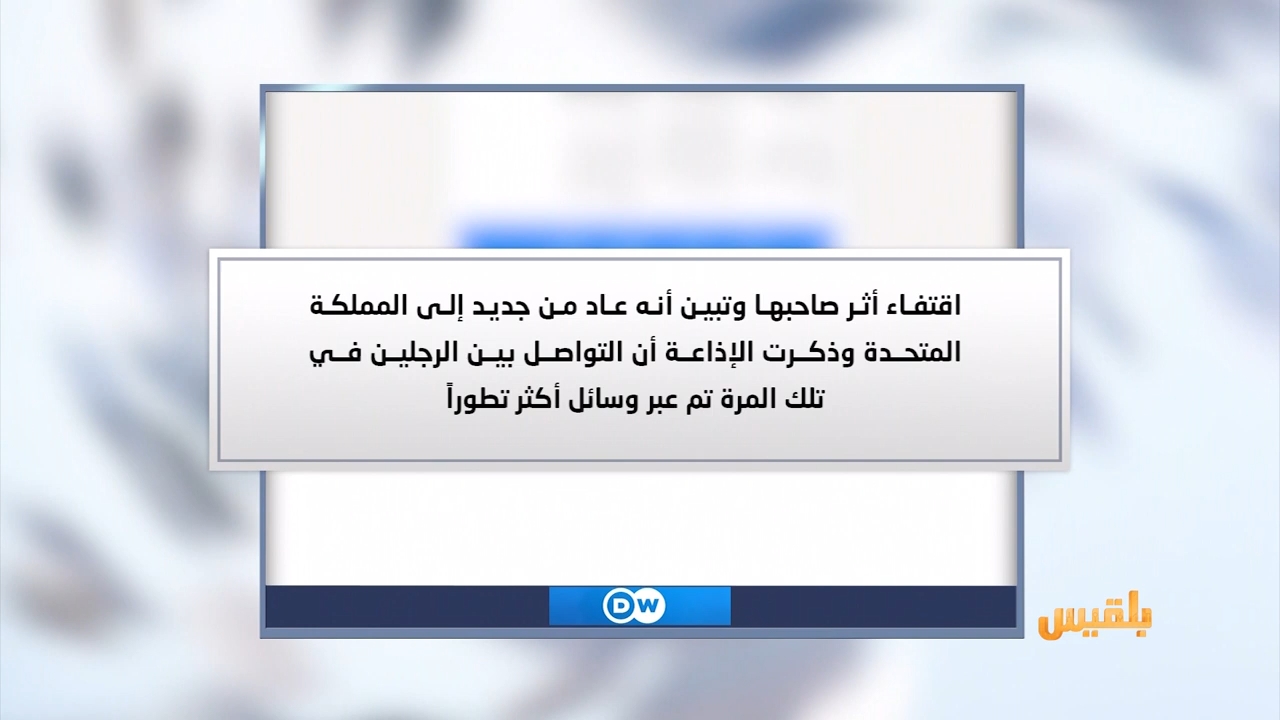 اقتفاء أثر صاحبها وتبين أنه عاد من جديد إلى المملكة
المتحدة وذكرت الإذاعة أن التواصل بين الرجلين في
تلك المرة تم عبر وسائل أكثر تطوراً
DW
بلقيس